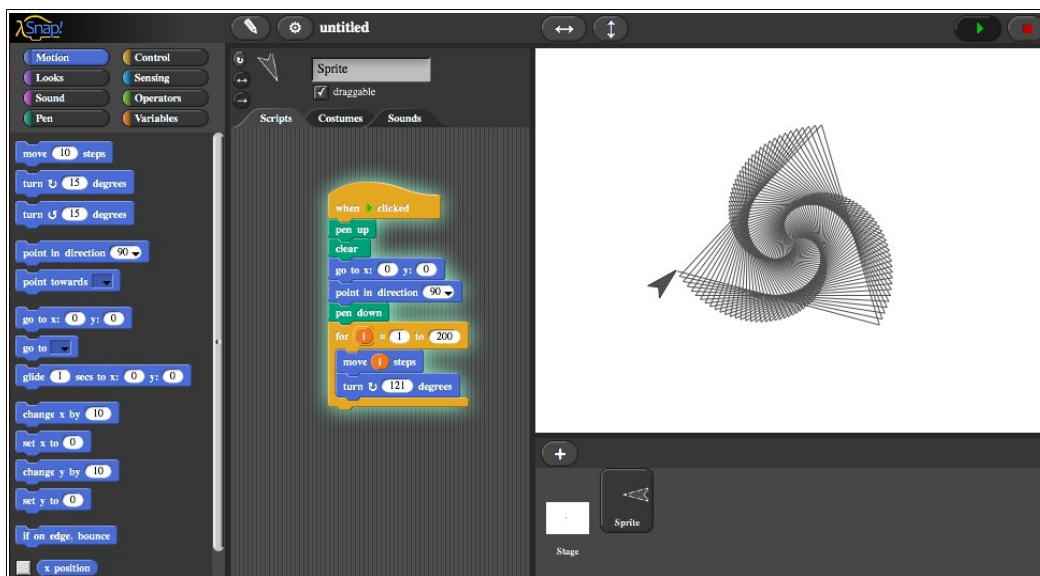 λSnap!
untitled
Motion Control
Looks Sensing
Sound Operators
Pen Variables
move 10 steps
turn ↻ 15 degrees
turn ↺ 15 degrees
point in direction 90
point towards
go to x: 0 y: 0
go to
glide 1 secs to x: 0 y: 0
change x by 10
set x to 0
change y by 10
set y to 0
if on edge, bounce
x position
Sprite
draggable
Scripts Costumes Sounds
when clicked
pen up
clear
go to x: 0 y: 0
point in direction 90
pen down
for i = 1 to 200
move i steps
turn ↻ 121 degrees
Stage
Sprite